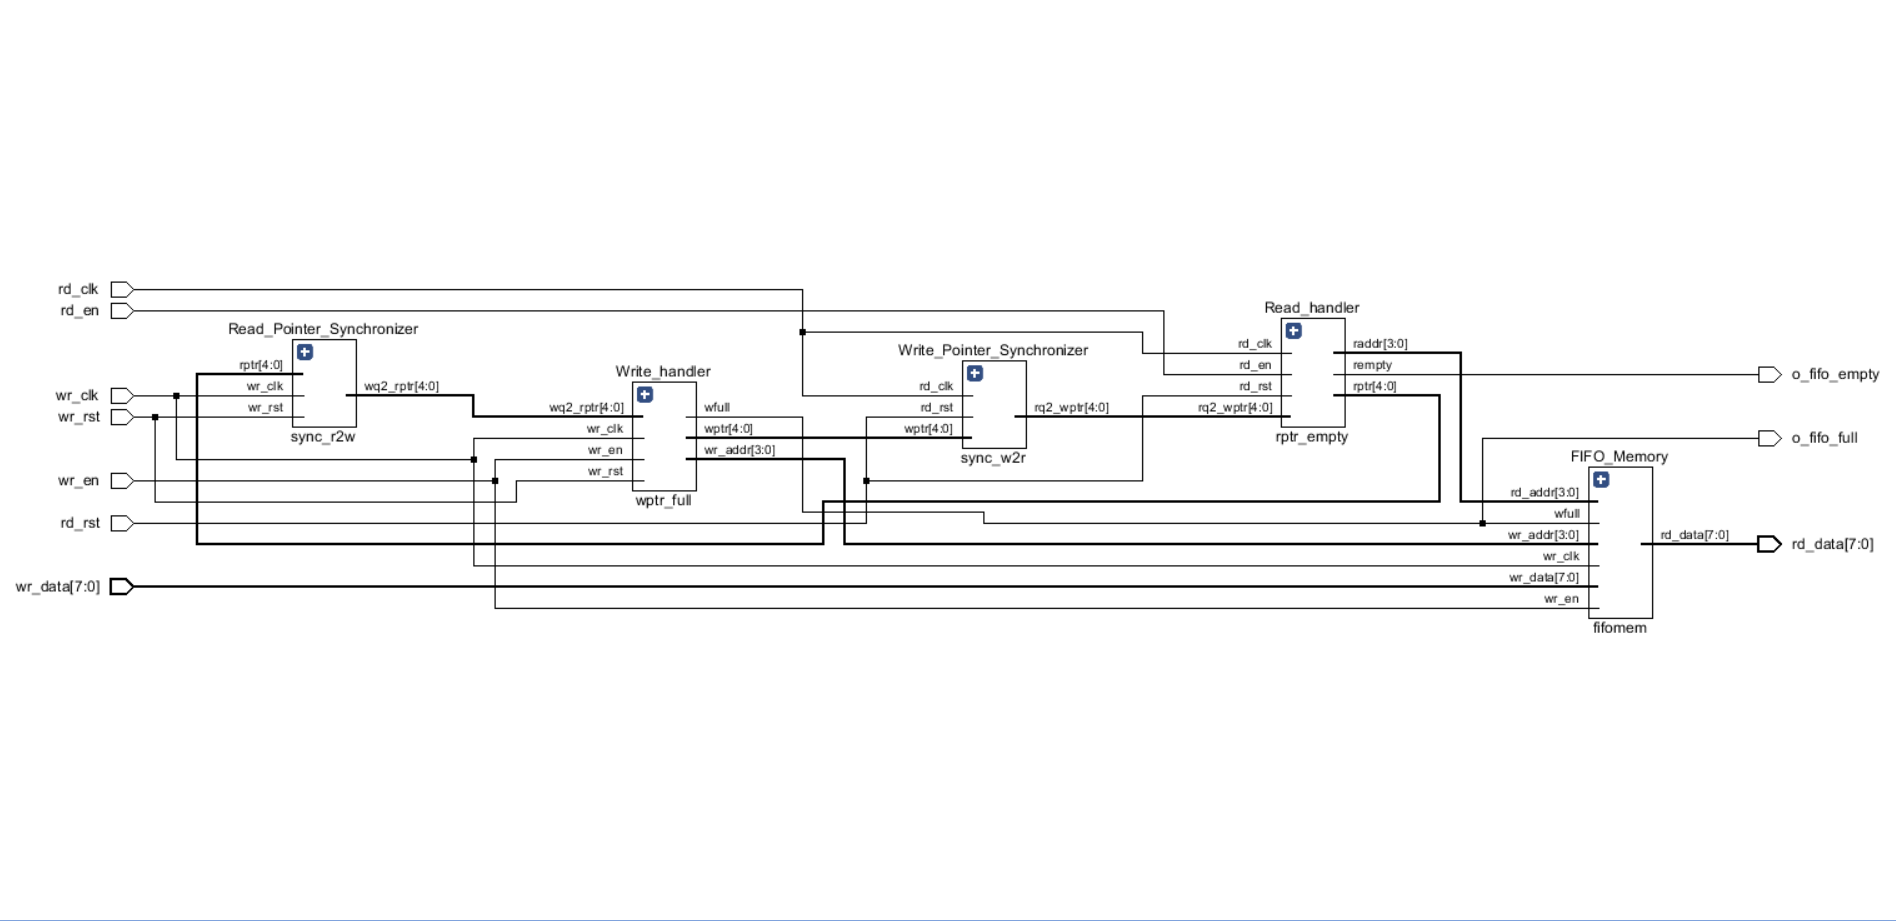 rd_clk
rd_en
Read_Pointer_Synchronizer
rptr[4:0]
wr_clk
wr_rst
wq2_rptr[4:0]
sync_r2w
wr_clk
wr_rst
wr_en
rd_rst
wr_data[7:0]
Write_handler
wq2_rptr[4:0]
wr_clk
wr_en
wr_rst
wfull
wptr[4:0]
wr_addr[3:0]
wptr_full
Write_Pointer_Synchronizer
rd_clk
rd_rst
wptr[4:0]
rq2_wptr[4:0]
sync_w2r
Read_handler
rd_clk
rd_en
rd_rst
rq2_wptr[4:0]
raddr[3:0]
rempty
rptr[4:0]
rptr_empty
FIFO_Memory
rd_addr[3:0]
wfull
wr_addr[3:0]
wr_clk
wr_data[7:0]
wr_en
rd_data[7:0]
fifomem
o_fifo_empty
o_fifo_full
rd_data[7:0]